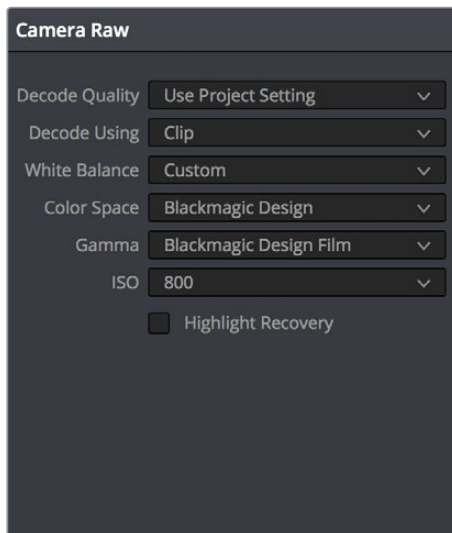 Camera Raw
Decode Quality Use Project Setting
Decode Using Clip
White Balance Custom
Color Space Blackmagic Design
Gamma Blackmagic Design Film
ISO 800
Highlight Recovery